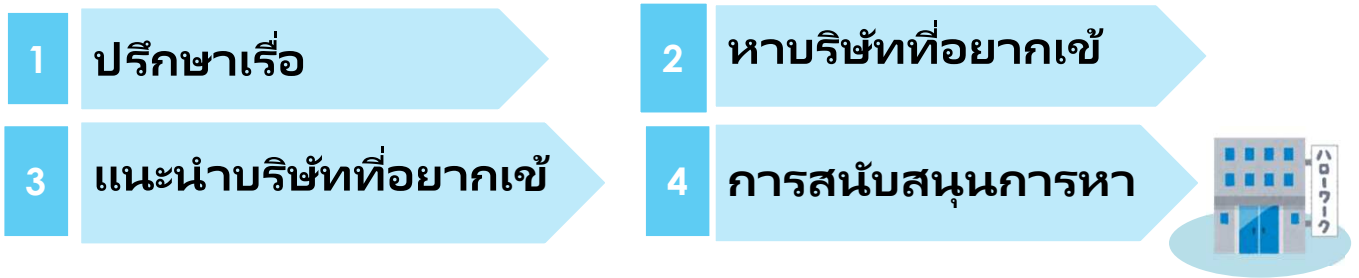 1 ปรึกษาเรื่อ
2 หาบริษัทที่อยากเข้
3 แนะนำบริษัทที่อยากเข้
4 การสนับสนุนการหา
ハローワーク